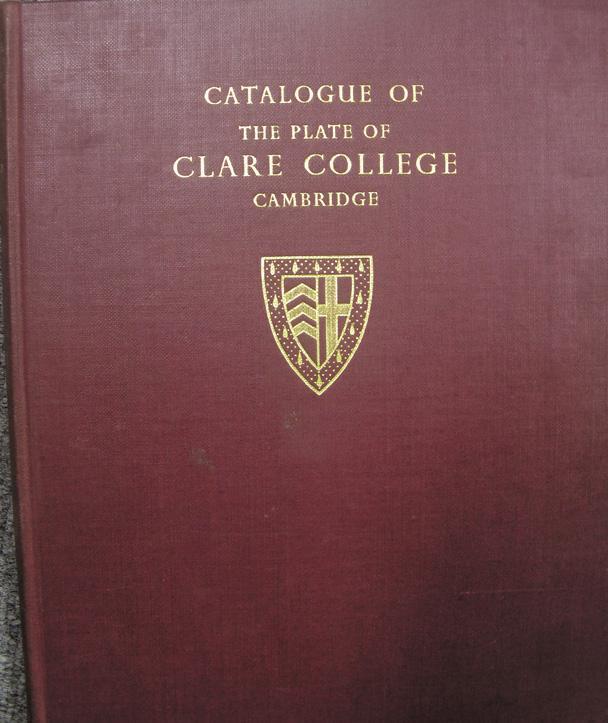 CATALOGUE OF
THE PLATE OF
CLARE COLLEGE
CAMBRIDGE